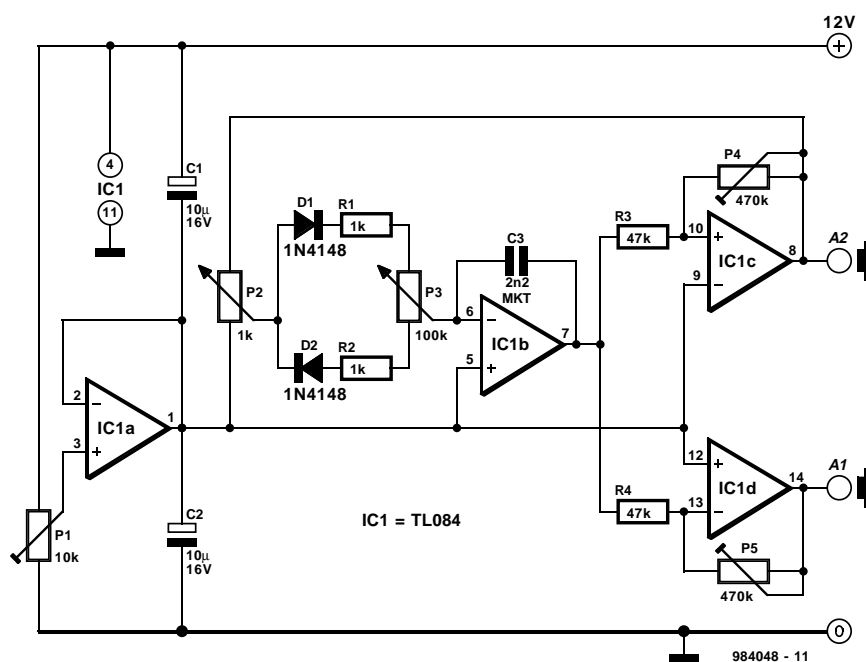 12V
+
4
IC1
11
C1
10µ
16V
D1
R1
1k
1N4148
P2
1k
P3
100k
D2
R2
1k
1N4148
C3
2n2
MKT
6
−
IC1b
7
5
+
P4
470k
R3
47k
10
+
IC1c
8
A2
9
−
2
−
IC1a
1
3
+
P1
10k
C2
10µ
16V
IC1 = TL084
12
+
IC1d
14
A1
13
−
R4
47k
P5
470k
0
984048 - 11